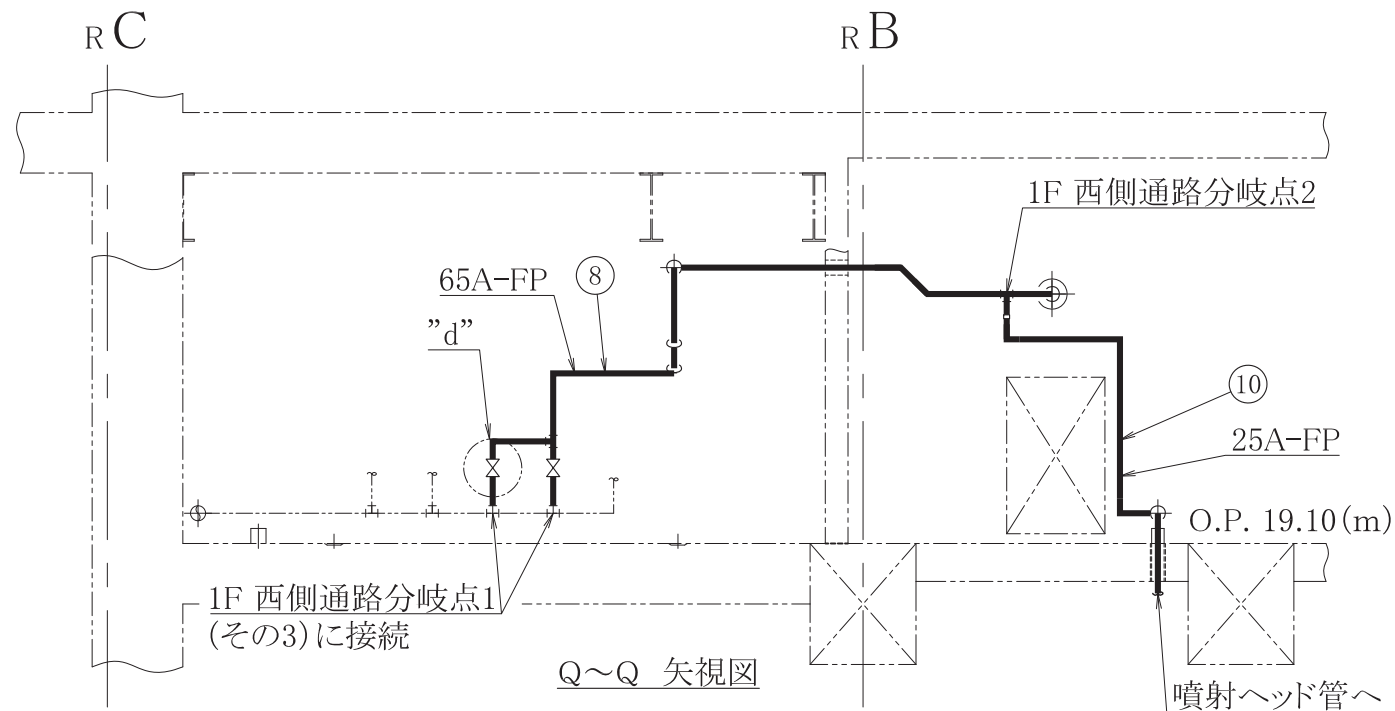 R C
R B
1F 西側通路分岐点2
65A-FP
8
"d"
10
25A-FP
O.P. 19.10(m)
1F 西側通路分岐点1
(その3)に接続
Q～Q 矢視図
噴射ヘッド管へ